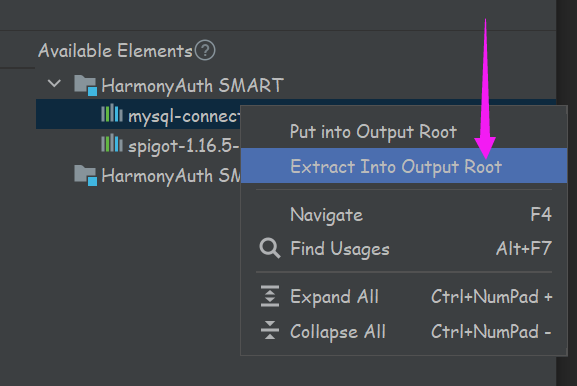 Available Elements ?
HarmonyAuth SMART
mysql-connect
spigot-1.16.5-
HarmonyAuth SM
Put into Output Root
Extract Into Output Root
Navigate F4
Find Usages Alt+F7
Expand All Ctrl+NumPad +
Collapse All Ctrl+NumPad -